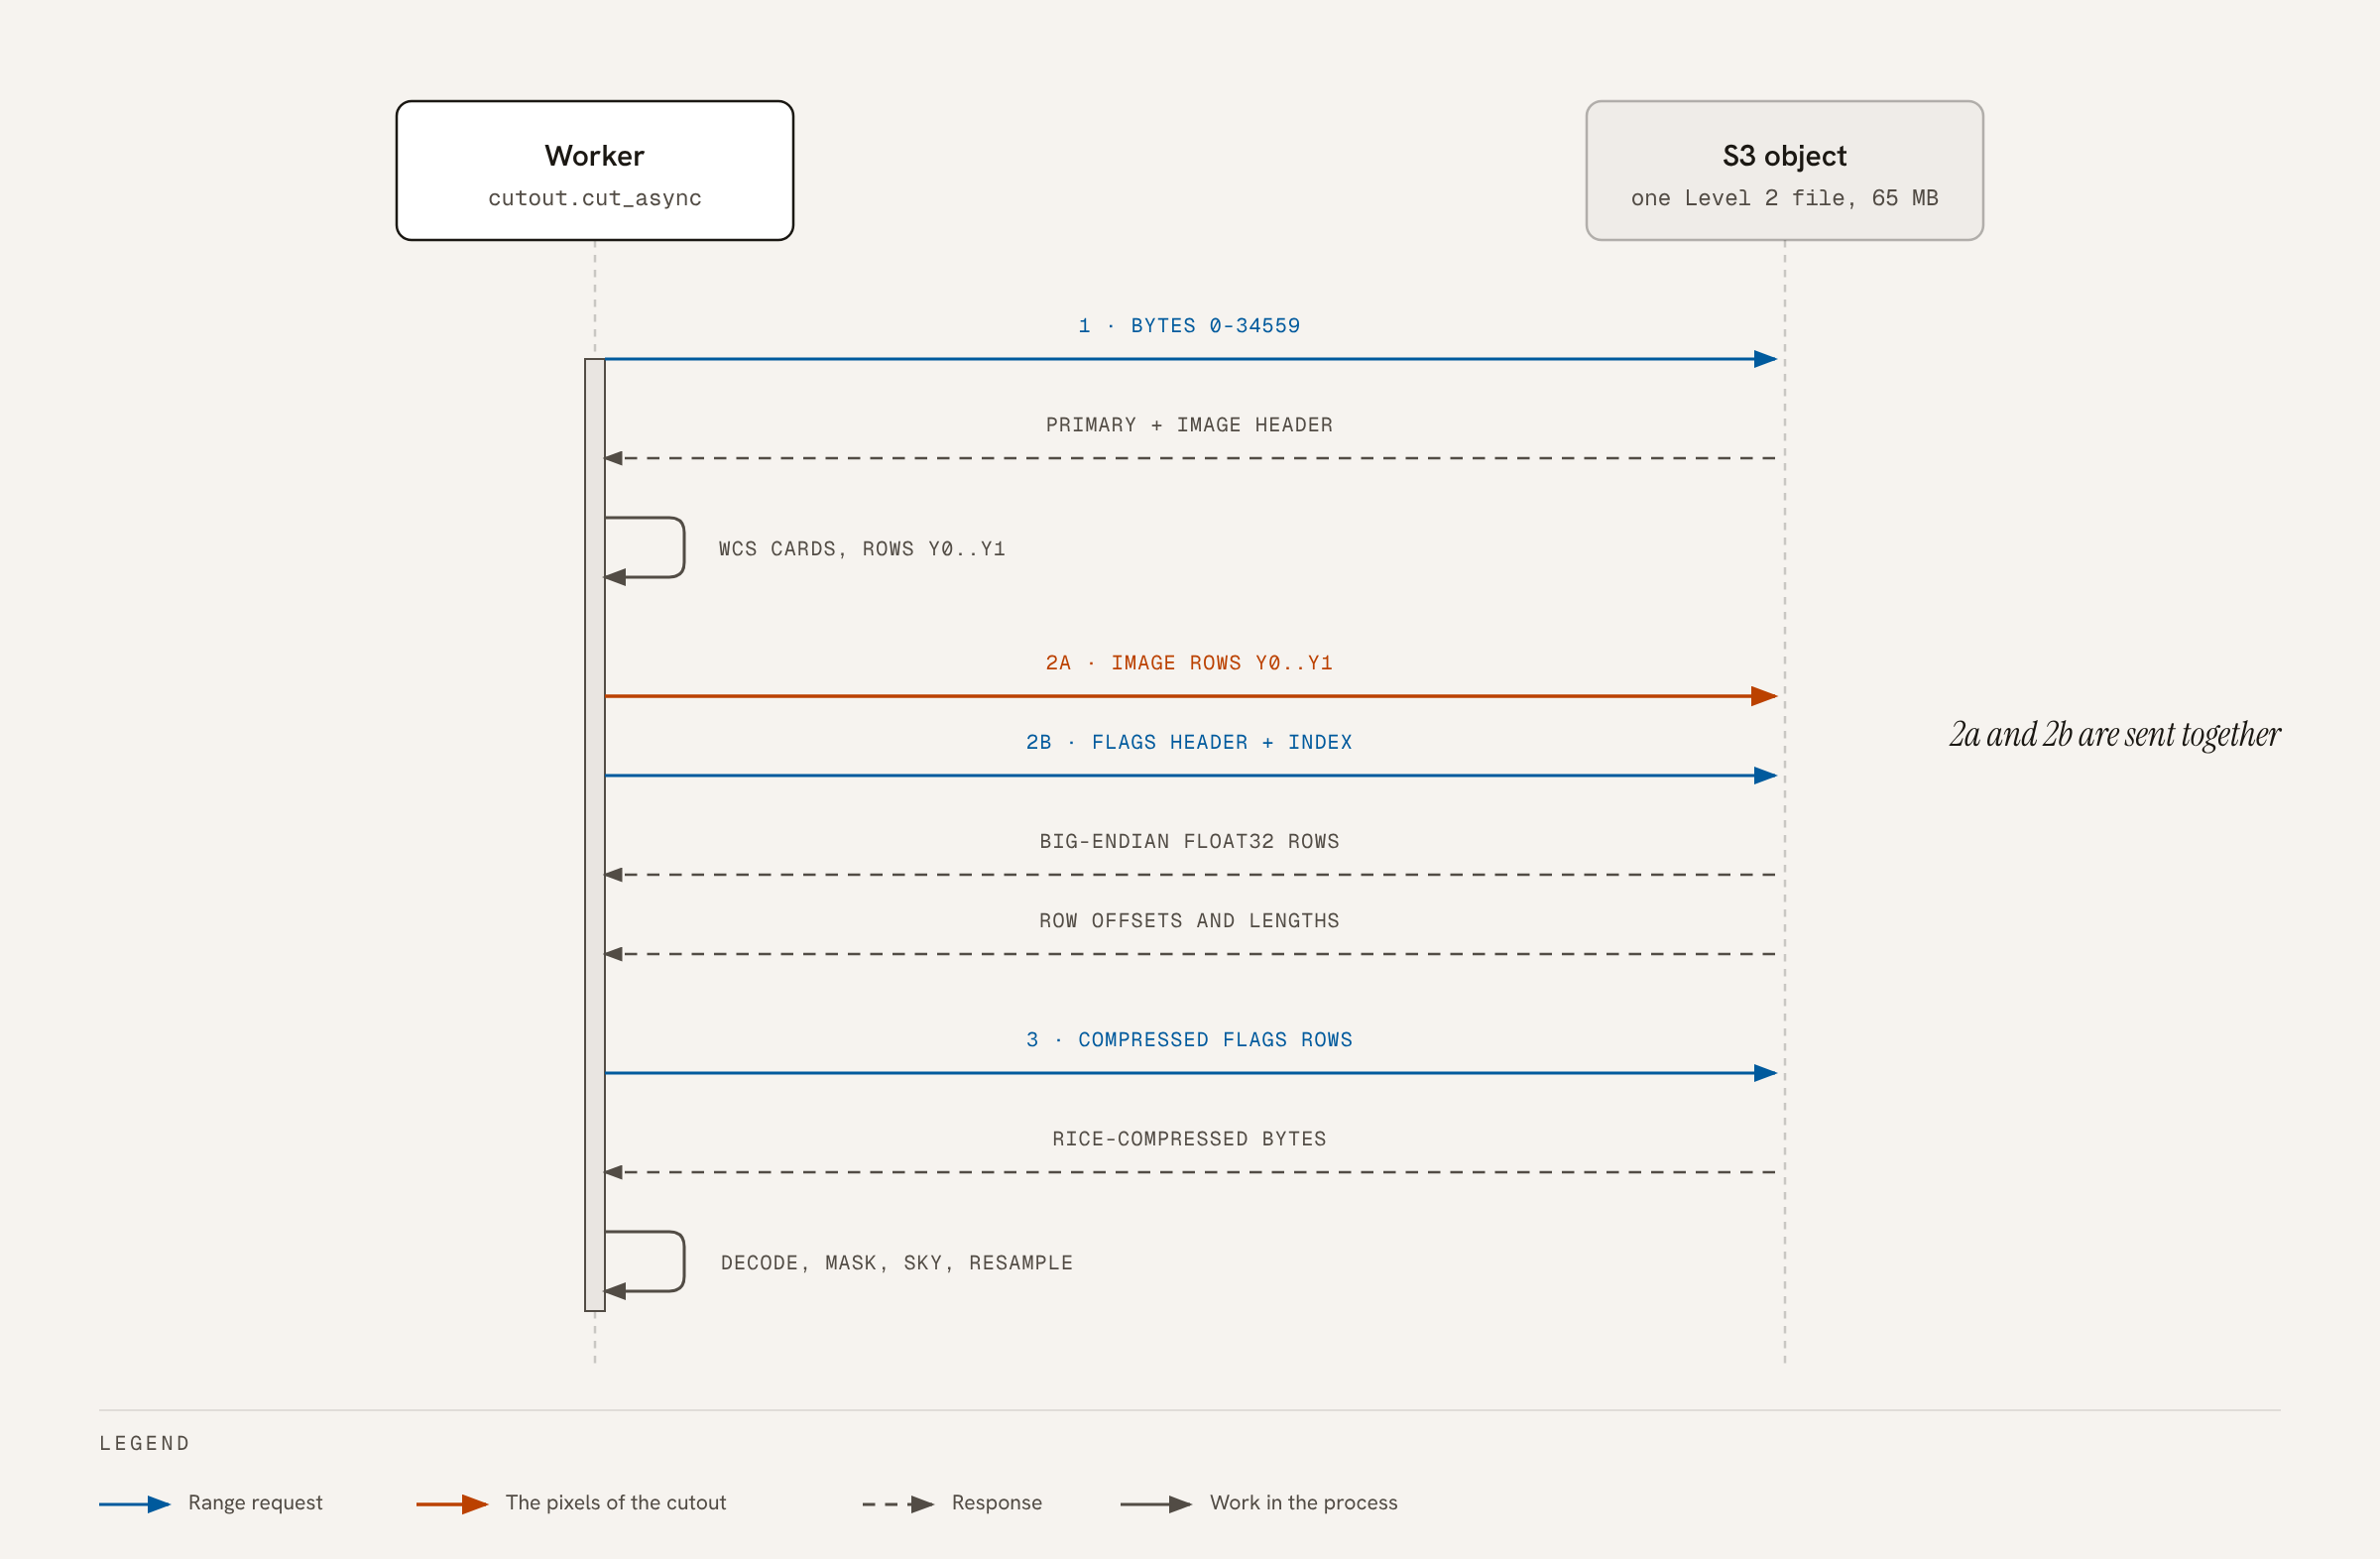 Worker
cutout.cut_async
S3 object
one Level 2 file, 65 MB
1 · BYTES 0-34559
PRIMARY + IMAGE HEADER
WCS CARDS, ROWS Y0..Y1
2A · IMAGE ROWS Y0..Y1
2a and 2b are sent together
2B · FLAGS HEADER + INDEX
BIG-ENDIAN FLOAT32 ROWS
ROW OFFSETS AND LENGTHS
3 · COMPRESSED FLAGS ROWS
RICE-COMPRESSED BYTES
DECODE, MASK, SKY, RESAMPLE
LEGEND
Range request
The pixels of the cutout
Response
Work in the process